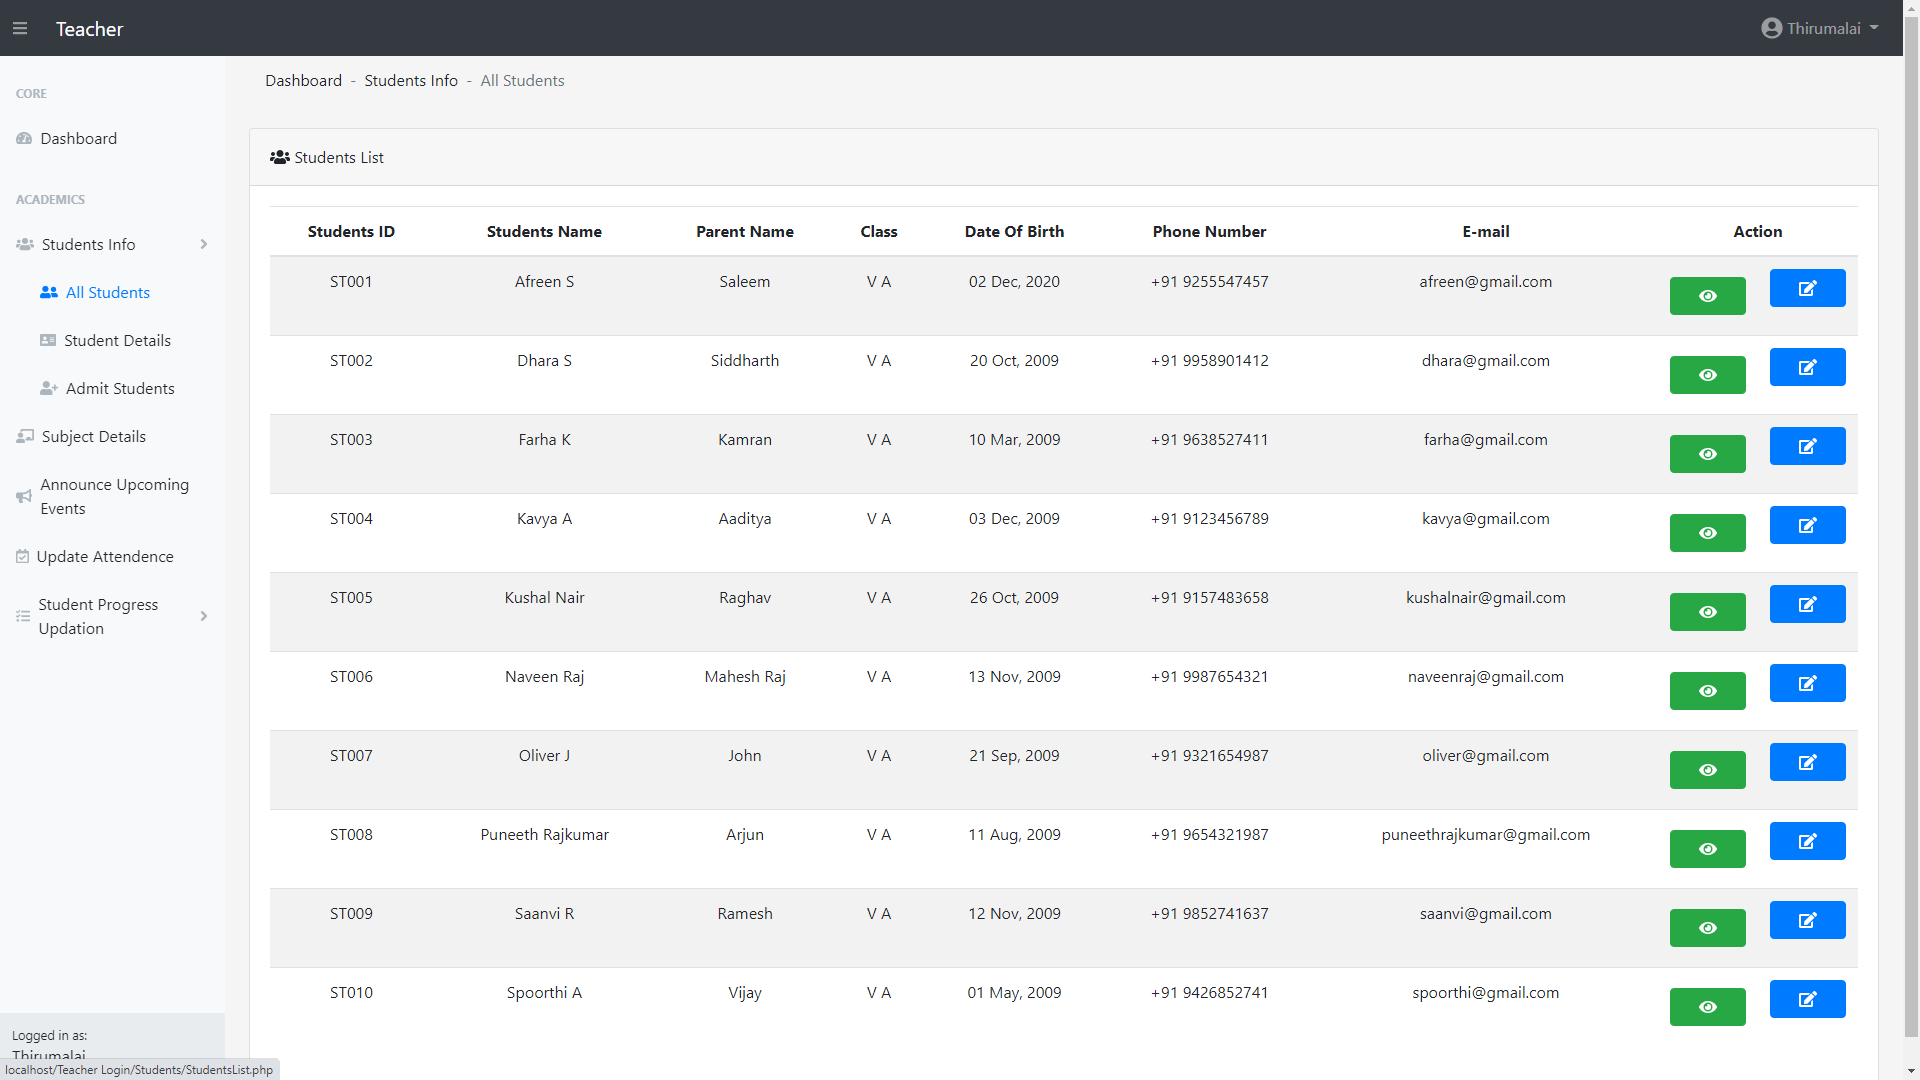 Teacher
Thirumalai
CORE
Dashboard
ACADEMICS
Students Info
All Students
Student Details
Admit Students
Subject Details
Announce Upcoming
Events
Update Attendence
Student Progress
Updation
Logged in as:
Thirumalai
localhost/Teacher Login/Students/StudentsList.php
Dashboard - Students Info - All Students
Students List
Students ID Students Name Parent Name Class Date Of Birth Phone Number E-mail Action
ST001 Afreen S Saleem V A 02 Dec, 2020 +91 9255547457 afreen@gmail.com
ST002 Dhara S Siddharth V A 20 Oct, 2009 +91 9958901412 dhara@gmail.com
ST003 Farha K Kamran V A 10 Mar, 2009 +91 9638527411 farha@gmail.com
ST004 Kavya A Aaditya V A 03 Dec, 2009 +91 9123456789 kavya@gmail.com
ST005 Kushal Nair Raghav V A 26 Oct, 2009 +91 9157483658 kushalnair@gmail.com
ST006 Naveen Raj Mahesh Raj V A 13 Nov, 2009 +91 9987654321 naveenraj@gmail.com
ST007 Oliver J John V A 21 Sep, 2009 +91 9321654987 oliver@gmail.com
ST008 Puneeth Rajkumar Arjun V A 11 Aug, 2009 +91 9654321987 puneethrajkumar@gmail.com
ST009 Saanvi R Ramesh V A 12 Nov, 2009 +91 9852741637 saanvi@gmail.com
ST010 Spoorthi A Vijay V A 01 May, 2009 +91 9426852741 spoorthi@gmail.com